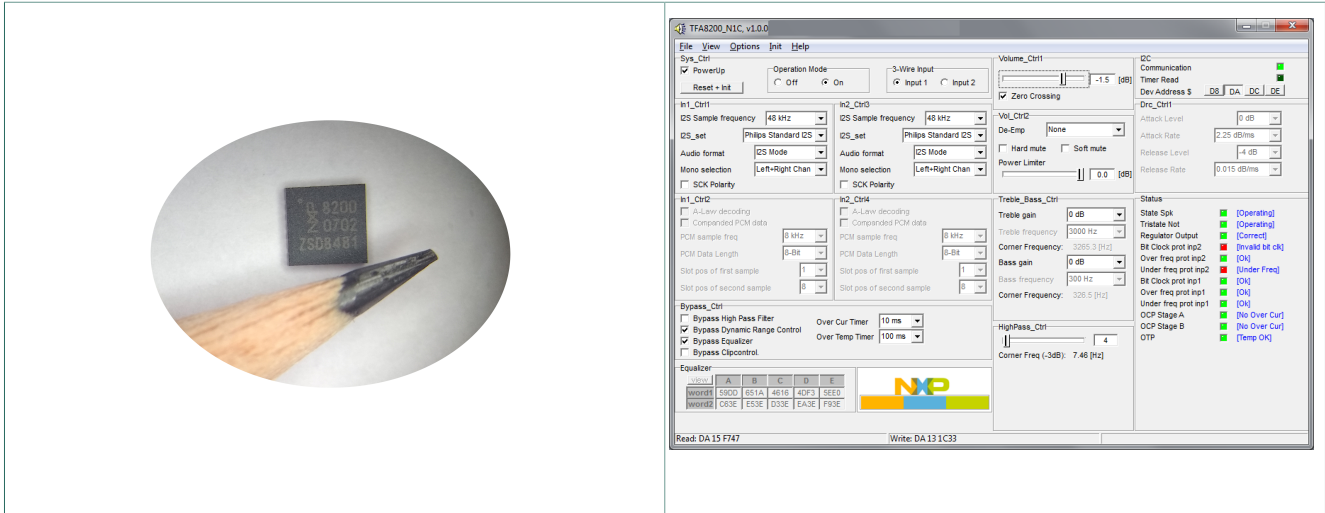 8200
0702
ZSD8481
TFA8200_N1C, v1.0.0
File View Options Init Help
Sys_Ctrl
PowerUp
Reset + Init
Operation Mode
Off On
3-Wire Input
Input 1 Input 2
Volume_Ctrl1
-1.5 [dB]
Zero Crossing
I2C
Communication
Timer Read
Dev Address $ D8 DA DC DE
In1_Ctrl1
I2S Sample frequency 48 kHz
I2S_set Philips Standard I2S
Audio format I2S Mode
Mono selection Left+Right Chan
SCK Polarity
In2_Ctrl3
I2S Sample frequency 48 kHz
I2S_set Philips Standard I2S
Audio format I2S Mode
Mono selection Left+Right Chan
SCK Polarity
Vol_Ctrl2
De-Emp None
Hard mute Soft mute
Power Limiter
0.0 [dB]
Drc_Ctrl1
Attack Level 0 dB
Attack Rate 2.25 dB/ms
Release Level -4 dB
Release Rate 0.015 dB/ms
In1_Ctrl2
A-Law decoding
Companded PCM data
PCM sample freq 8 kHz
PCM Data Length 8-Bit
Slot pos of first sample 1
Slot pos of second sample 8
In2_Ctrl4
A-Law decoding
Companded PCM data
PCM sample freq 8 kHz
PCM Data Length 8-Bit
Slot pos of first sample 1
Slot pos of second sample 8
Treble_Bass_Ctrl
Treble gain 0 dB
Treble frequency 3000 Hz
Corner Frequency: 3265.3 [Hz]
Bass gain 0 dB
Bass frequency 300 Hz
Corner Frequency: 326.5 [Hz]
Status
State Spk [Operating]
Tristate Not [Operating]
Regulator Output [Correct]
Bit Clock prot inp2 [Invalid bit clk]
Over freq prot inp2 [Ok]
Under freq prot inp2 [Under Freq]
Bit Clock prot inp1 [Ok]
Over freq prot inp1 [Ok]
Under freq prot inp1 [Ok]
OCP Stage A [No Over Cur]
OCP Stage B [No Over Cur]
OTP [Temp OK]
Bypass_Ctrl
Bypass High Pass Filter
Bypass Dynamic Range Control
Bypass Equalizer
Bypass Clipcontrol.
Over Cur Timer 10 ms
Over Temp Timer 100 ms
HighPass_Ctrl
4
Corner Freq (-3dB): 7.46 [Hz]
Equalizer
view A B C D E
word1 59DD 651A 4616 4DF3 5EE0
word2 C63E E53E D33E EA3E F93E
NXP
Read: DA 15 F747
Write: DA 13 1C33